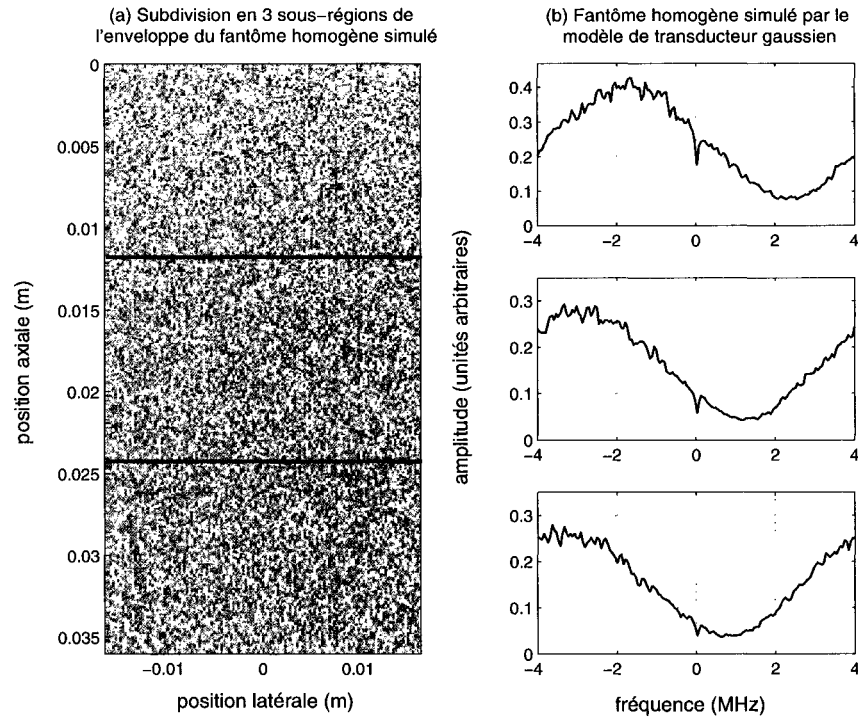 (a) Subdivision en 3 sous−régions de
l'enveloppe du fantôme homogène simulé
(b) Fantôme homogène simulé par le
modèle de transducteur gaussien
0
0.005
0.01
0.015
0.02
0.025
0.03
0.035
position axiale (m)
−0.01 0 0.01
position latérale (m)
amplitude (unités arbitraires)
0.4
0.3
0.2
0.1
0
−4 −2 0 2 4
0.3
0.2
0.1
0
−4 −2 0 2 4
0.3
0.2
0.1
0
−4 −2 0 2 4
fréquence (MHz)